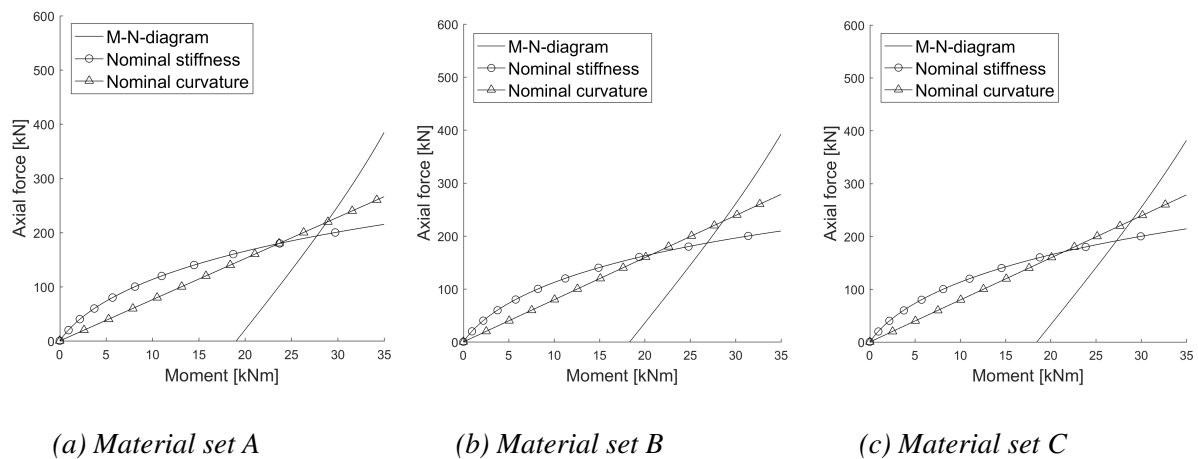 600
500
400
300
200
100
0
Axial force [kN]
M-N-diagram
Nominal stiffness
Nominal curvature
0 5 10 15 20 25 30 35
Moment [kNm]
(a) Material set A
600
500
400
300
200
100
0
Axial force [kN]
M-N-diagram
Nominal stiffness
Nominal curvature
0 5 10 15 20 25 30 35
Moment [kNm]
(b) Material set B
600
500
400
300
200
100
0
Axial force [kN]
M-N-diagram
Nominal stiffness
Nominal curvature
0 5 10 15 20 25 30 35
Moment [kNm]
(c) Material set C